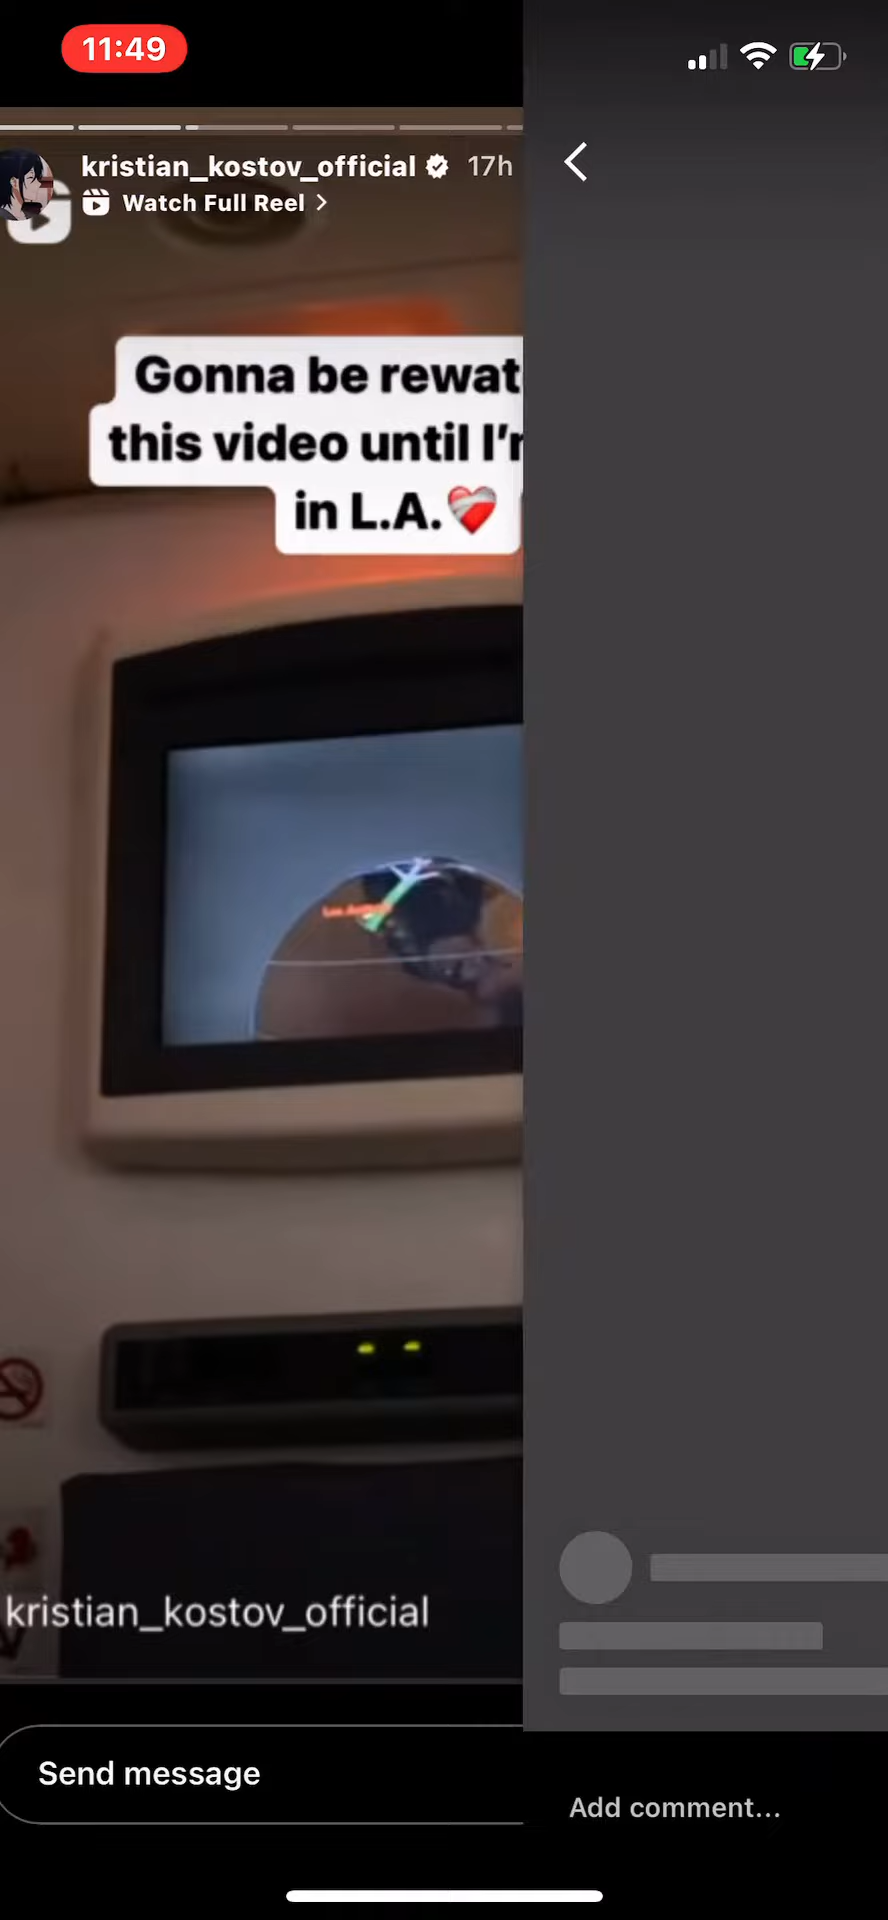 11:49
kristian_kostov_official 17h
Watch Full Reel
Gonna be rewat
this video until I'
in L.A.❤️‍🩹
kristian_kostov_official
Send message
Add comment...